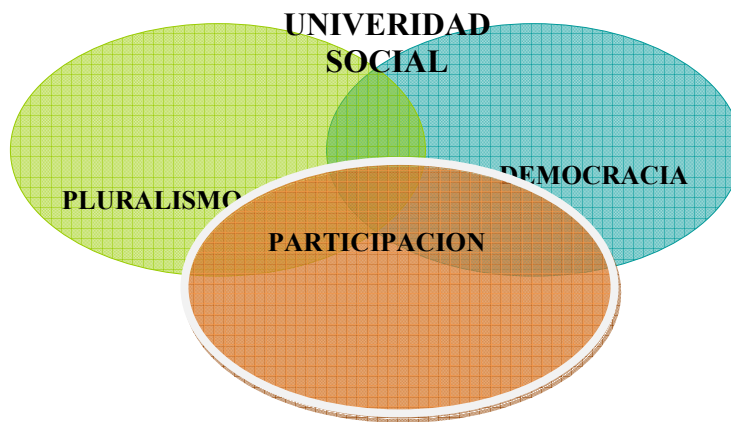 UNIVERIDAD
SOCIAL
DEMOCRACIA
PLURALISMO
PARTICIPACION